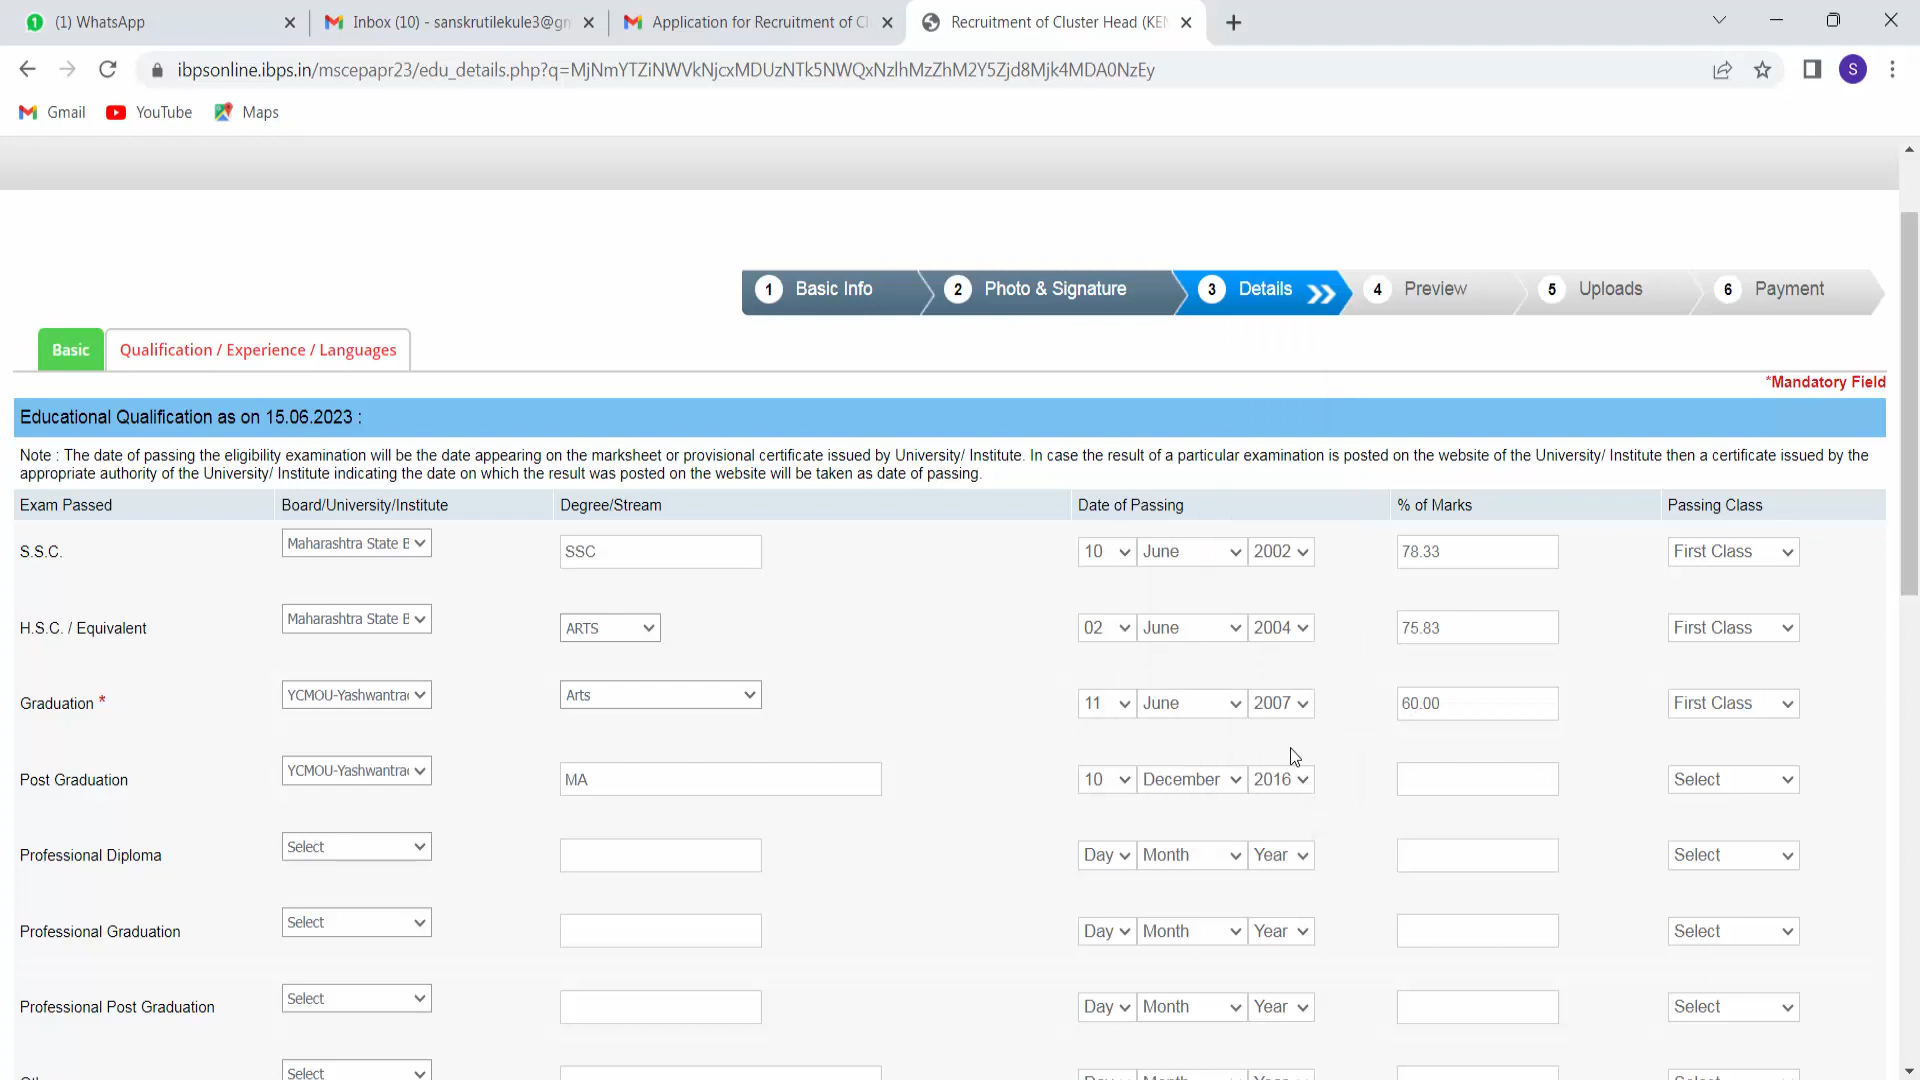 (1) WhatsApp
Inbox (10) - sanskrutilekule3@gm
Application for Recruitment of Cl
Recruitment of Cluster Head (KEN
ibpsonline.ibps.in/mscepapr23/edu_details.php?q=MjNmYTZiNWVkNjcxMDUzNTk5NWQxNzlhMzZhM2Y5Zjd8Mjk4MDA0NzEy
S
Gmail YouTube Maps
1 Basic Info 2 Photo & Signature 3 Details 4 Preview 5 Uploads 6 Payment
Basic Qualification / Experience / Languages
*Mandatory Field
Educational Qualification as on 15.06.2023 :
Note : The date of passing the eligibility examination will be the date appearing on the marksheet or provisional certificate issued by University/ Institute. In case the result of a particular examination is posted on the website of the University/ Institute then a certificate issued by the
appropriate authority of the University/ Institute indicating the date on which the result was posted on the website will be taken as date of passing.
Exam Passed Board/University/Institute Degree/Stream Date of Passing % of Marks Passing Class
S.S.C. Maharashtra State B SSC 10 June 2002 78.33 First Class
H.S.C. / Equivalent Maharashtra State B ARTS 02 June 2004 75.83 First Class
Graduation * YCMOU-Yashwantrao Arts 11 June 2007 60.00 First Class
Post Graduation YCMOU-Yashwantrao MA 10 December 2016 Select
Professional Diploma Select Day Month Year Select
Professional Graduation Select Day Month Year Select
Professional Post Graduation Select Day Month Year Select
Select